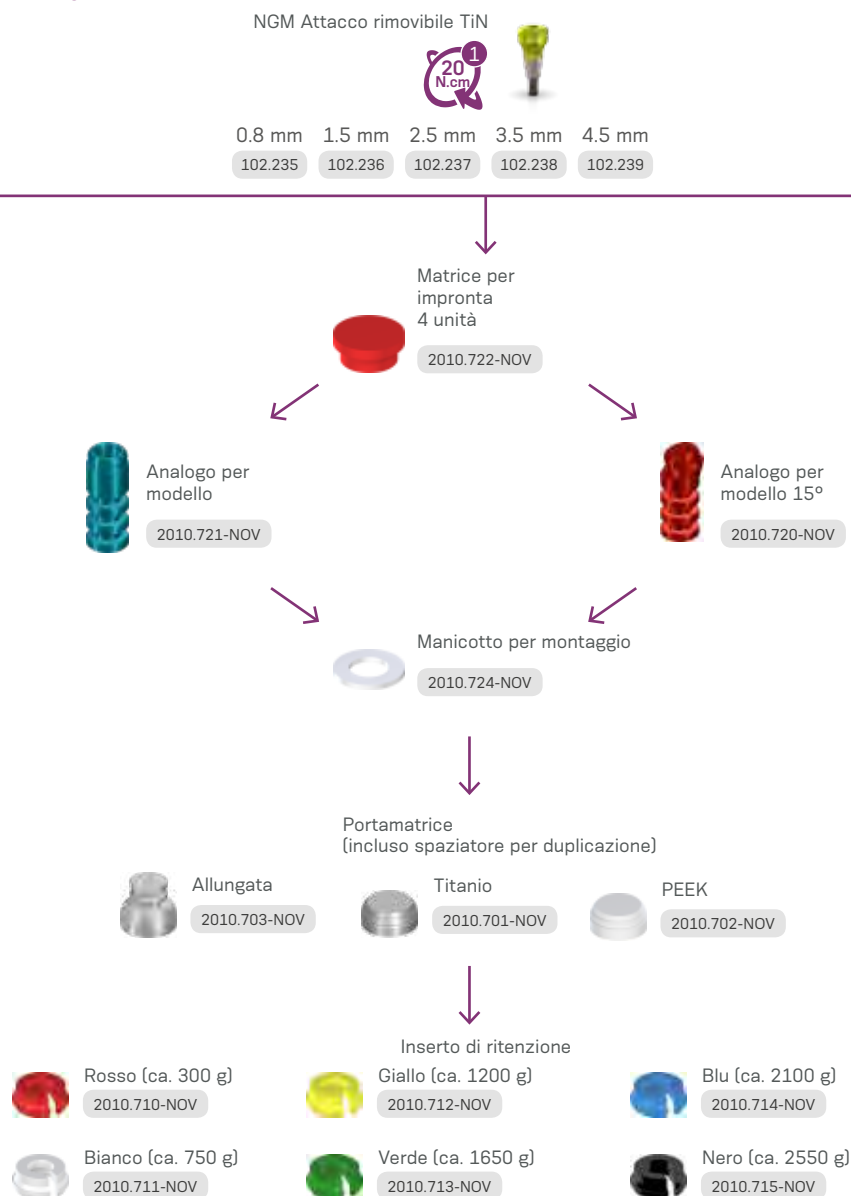 NGM Attacco rimovibile TiN
1
20
N.cm
0.8 mm 1.5 mm 2.5 mm 3.5 mm 4.5 mm
102.235 102.236 102.237 102.238 102.239
Matrice per
impronta
4 unità
2010.722-NOV
Analogo per
modello
2010.721-NOV
Analogo per
modello 15°
2010.720-NOV
Manicotto per montaggio
2010.724-NOV
Portamatrice
(incluso spaziatore per duplicazione)
Allungata
2010.703-NOV
Titanio
2010.701-NOV
PEEK
2010.702-NOV
Inserto di ritenzione
Rosso (ca. 300 g)
2010.710-NOV
Giallo (ca. 1200 g)
2010.712-NOV
Blu (ca. 2100 g)
2010.714-NOV
Bianco (ca. 750 g)
2010.711-NOV
Verde (ca. 1650 g)
2010.713-NOV
Nero (ca. 2550 g)
2010.715-NOV